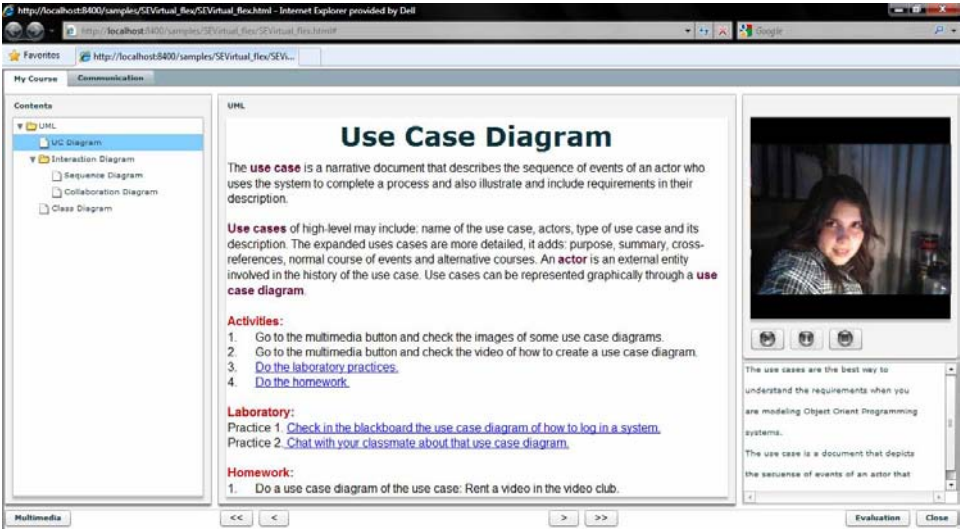 http://localhost:8400/samples/SEVirtual_flex/SEVirtual_flex.html - Internet Explorer provided by Dell
http://localhost:8400/samples/SEVirtual_flex/SEVirtual_flex.html#
Google
Favorites
http://localhost:8400/samples/SEVirtual_flex/SEVi...
My Course Communication
Contents
UML
UC Diagram
Interaction Diagram
Sequence Diagram
Collaboration Diagram
Class Diagram
UML
Use Case Diagram
The use case is a narrative document that describes the sequence of events of an actor who
uses the system to complete a process and also illustrate and include requirements in their
description.
Use cases of high-level may include: name of the use case, actors, type of use case and its
description. The expanded uses cases are more detailed, it adds: purpose, summary, cross-
references, normal course of events and alternative courses. An actor is an external entity
involved in the history of the use case. Use cases can be represented graphically through a use
case diagram.
Activities:
1. Go to the multimedia button and check the images of some use case diagrams.
2. Go to the multimedia button and check the video of how to create a use case diagram.
3. Do the laboratory practices.
4. Do the homework.
Laboratory:
Practice 1. Check in the blackboard the use case diagram of how to log in a system.
Practice 2. Chat with your classmate about that use case diagram.
Homework:
1. Do a use case diagram of the use case: Rent a video in the video club.
The use cases are the best way to
understand the requirements when you
are modeling Object Orient Programming
systems.
The use case is a document that depicts
the secuense of events of an actor that
Multimedia << < > >> Evaluation Close